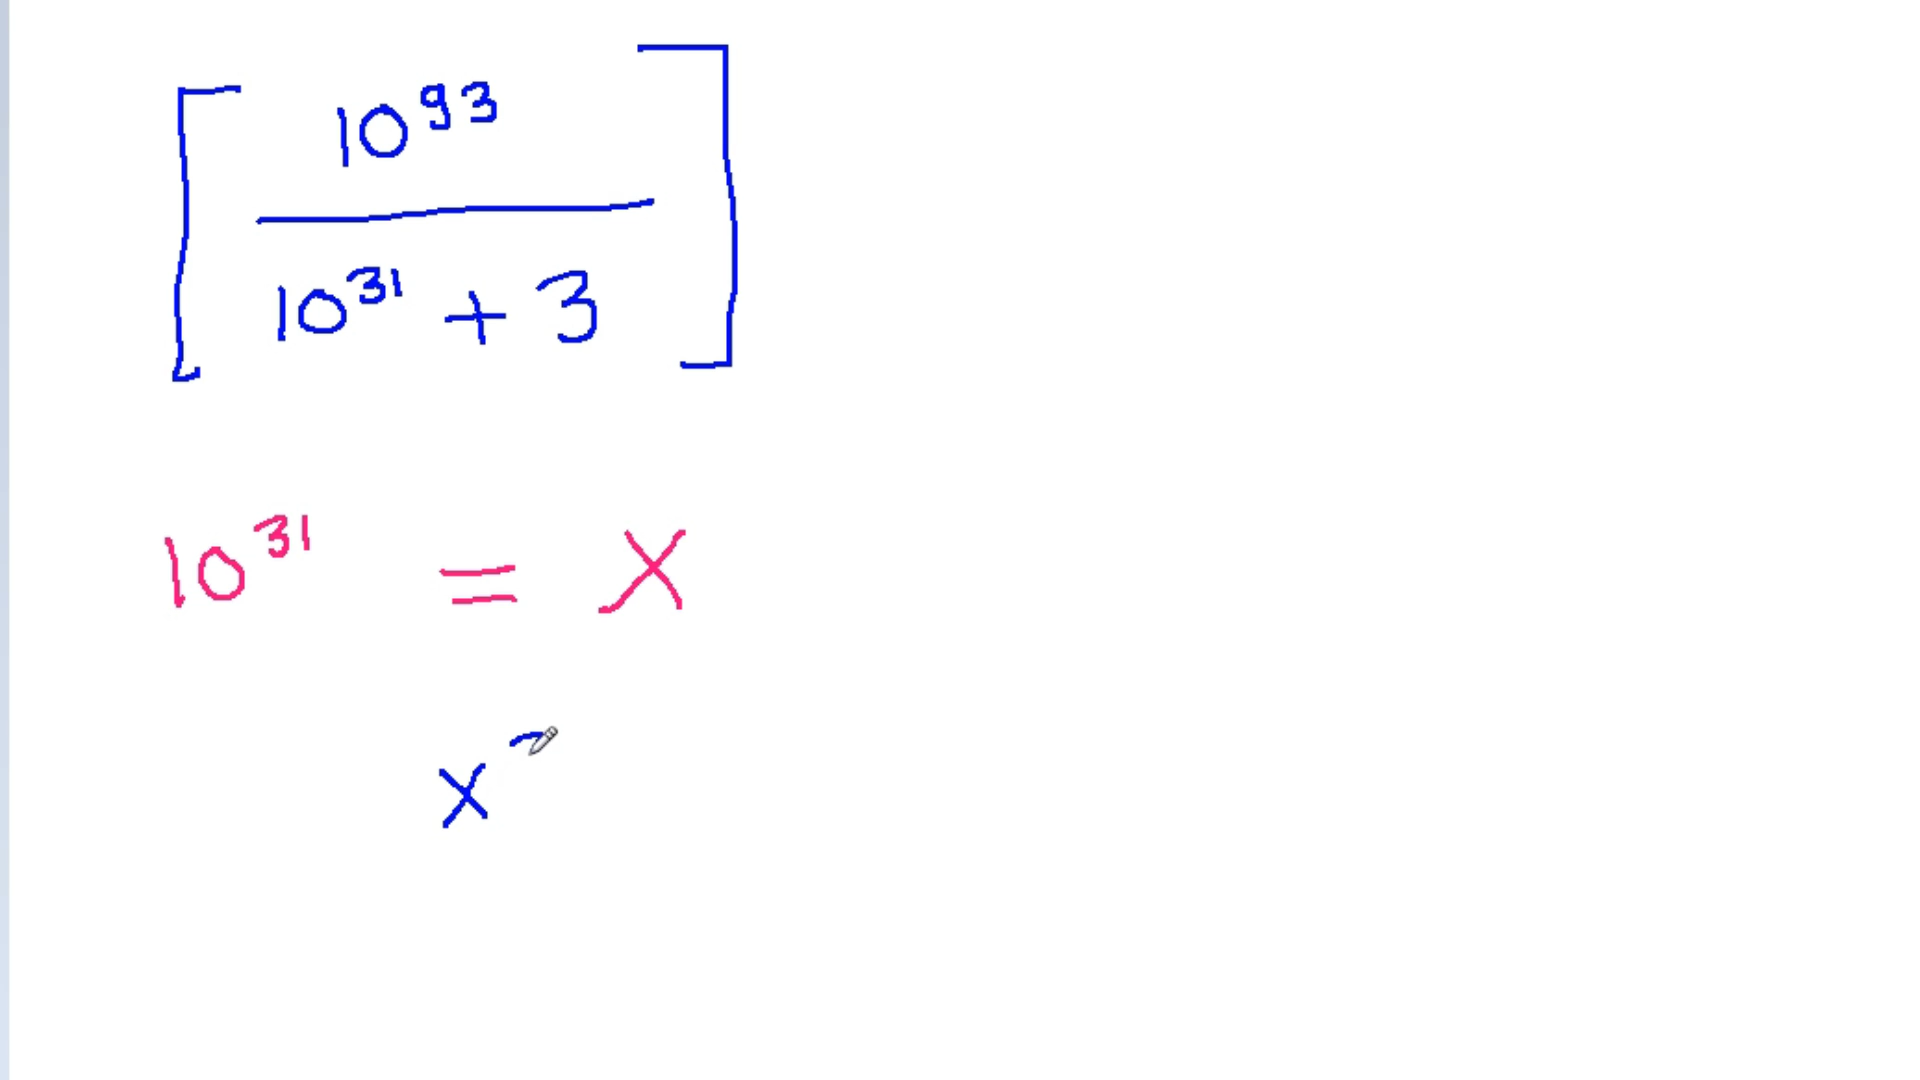 [ 10^93 / (10^31 + 3) ]
10^31 = X
x